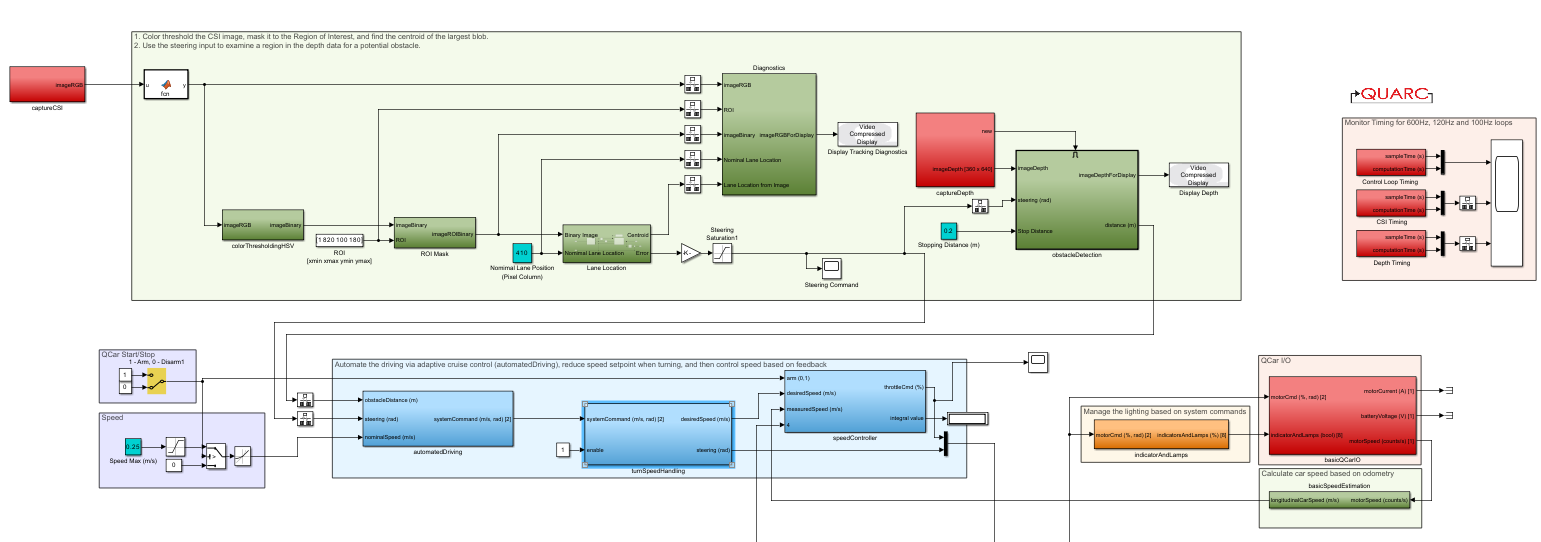 1. Color threshold the CSI image, mask it to the Region of Interest, and find the centroid of the largest blob.
2. Use the steering input to examine a region in the depth data for a potential obstacle.
imageRGB
captureCSI
u
fcn
y
Diagnostics
imageRGB
ROI
imageBinary
imageRGBForDisplay
Nominal Lane Location
Lane Location from Image
Video
Compressed
Display
Display Tracking Diagnostics
new
imageDepth [360 x 640]
captureDepth
imageDepth
imageDepthForDisplay
steering (rad)
Stop Distance
distance (m)
obstacleDetection
Video
Compressed
Display
Display Depth
0.2
Stopping Distance (m)
imageRGB
imageBinary
colorThresholdingHSV
[1 820 100 180]
ROI
[xmin xmax ymin ymax]
imageBinary
imageROIBinary
ROI
ROI Mask
410
Nomimal Lane Position
(Pixel Column)
Binary Image
Centroid
Nominal Lane Location
Error
Lane Location
-K-
Steering
Saturation1
Steering Command
QUARC
Monitor Timing for 600Hz, 120Hz and 100Hz loops
sampleTime (s)
computationTime (s)
Control Loop Timing
sampleTime (s)
computationTime (s)
CSI Timing
sampleTime (s)
computationTime (s)
Depth Timing
QCar Start/Stop
1 - Arm, 0 - Disarm1
1
0
Speed
0.25
Speed Max (m/s)
0
Automate the driving via adaptive cruise control (automatedDriving), reduce speed setpoint when turning, and then control speed based on feedback
obstacleDistance (m)
steering (rad)
systemCommand (m/s, rad) [2]
nominalSpeed (m/s)
automatedDriving
systemCommand (m/s, rad) [2]
desiredSpeed (m/s)
1
enable
steering (rad)
turnSpeedHandling
arm (0,1)
throttleCmd (%)
desiredSpeed (m/s)
measuredSpeed (m/s)
integral value
4
speedController
Manage the lighting based on system commands
motorCmd (%, rad) [2]
indicatorsAndLamps (%) [8]
indicatorAndLamps
QCar I/O
motorCurrent (A) [1]
motorCmd (%, rad) [2]
batteryVoltage (V) [1]
indicatorAndLamps (bool) [8]
motorSpeed (counts/s) [1]
basicQCarIO
Calculate car speed based on odometry
basicSpeedEstimation
longitudinalCarSpeed (m/s)
motorSpeed (counts/s)